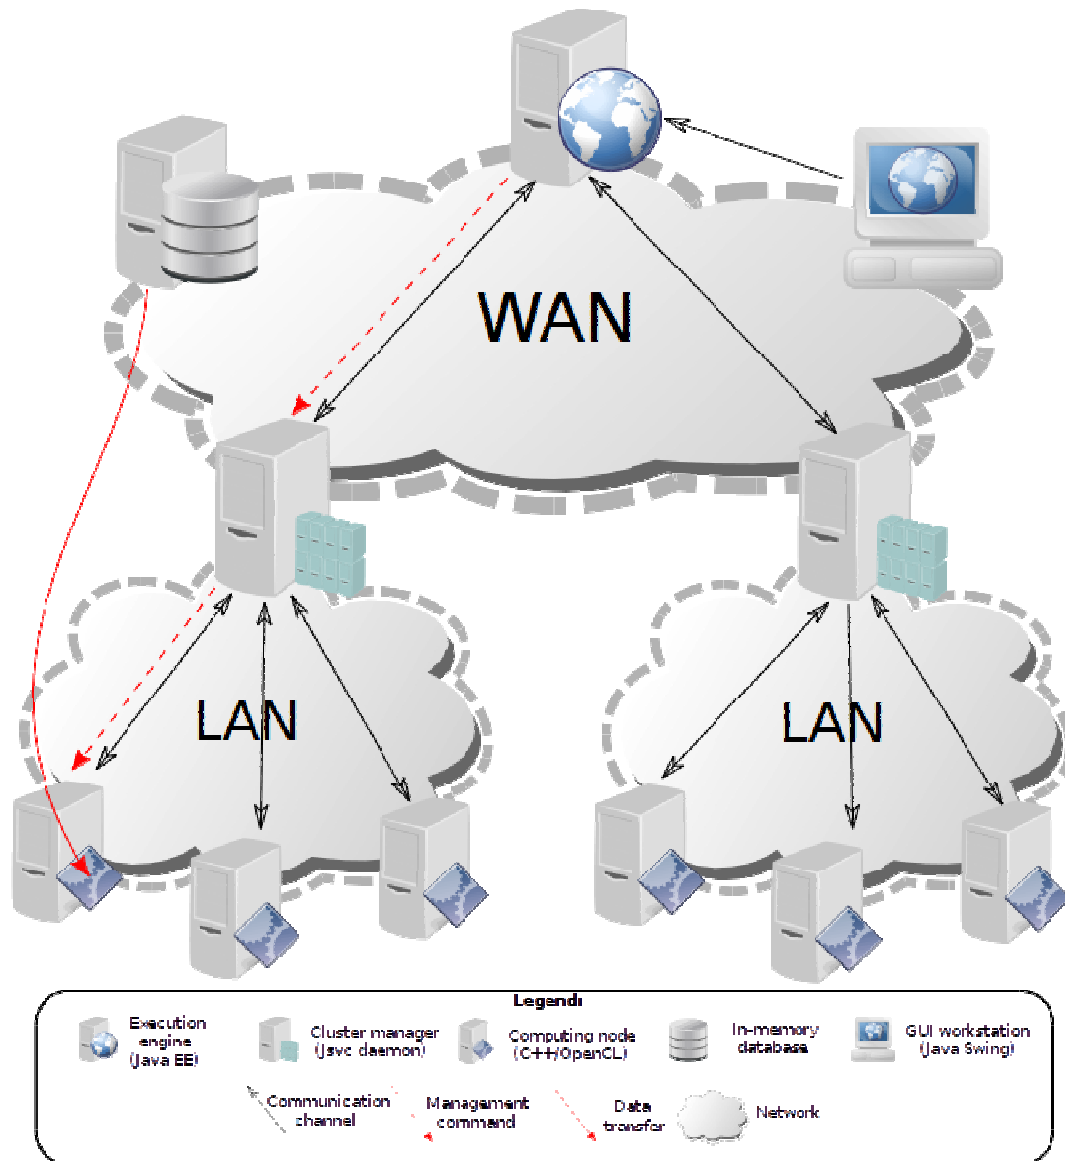 WAN
LAN
LAN
Legend:
Execution
engine
(Java EE)
Cluster manager
(Jsvc daemon)
Computing node
(C++/OpenCL)
In-memory
database
GUI workstation
(Java Swing)
Communication
channel
Management
command
Data
transfer
Network